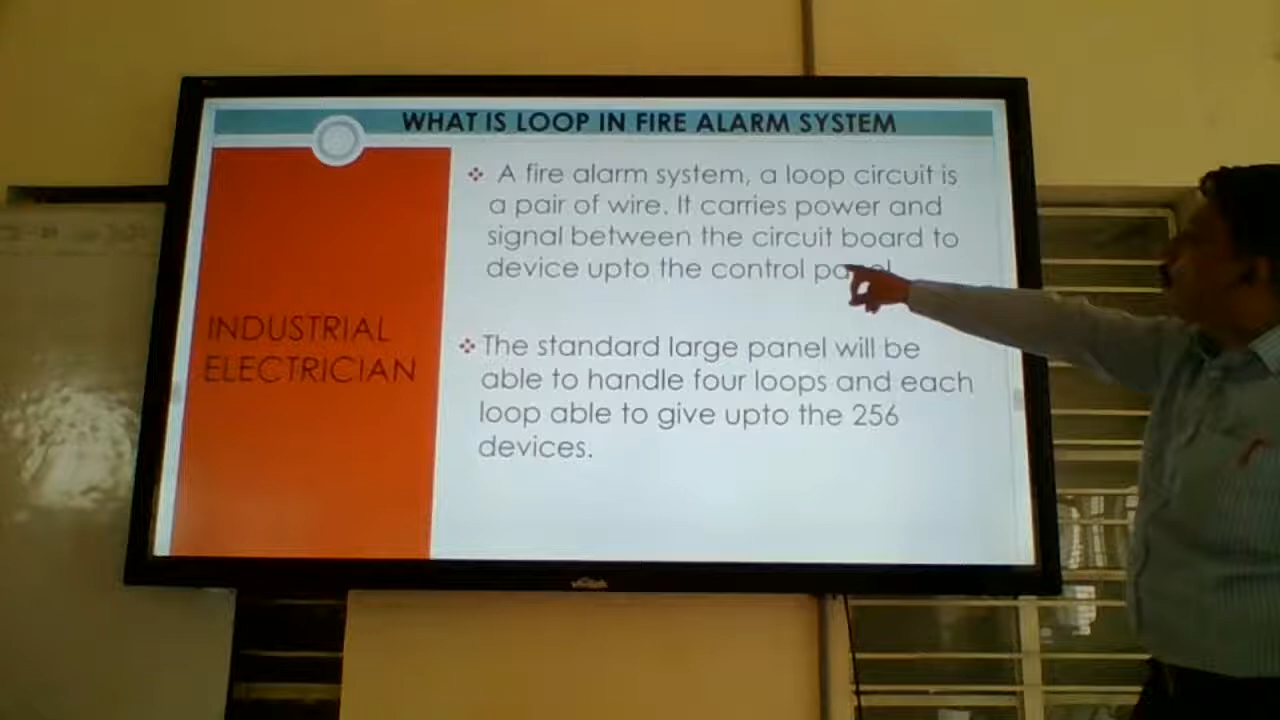 WHAT IS LOOP IN FIRE ALARM SYSTEM
INDUSTRIAL
ELECTRICIAN
❖ A fire alarm system, a loop circuit is
a pair of wire. It carries power and
signal between the circuit board to
device upto the control panel
❖ The standard large panel will be
able to handle four loops and each
loop able to give upto the 256
devices.